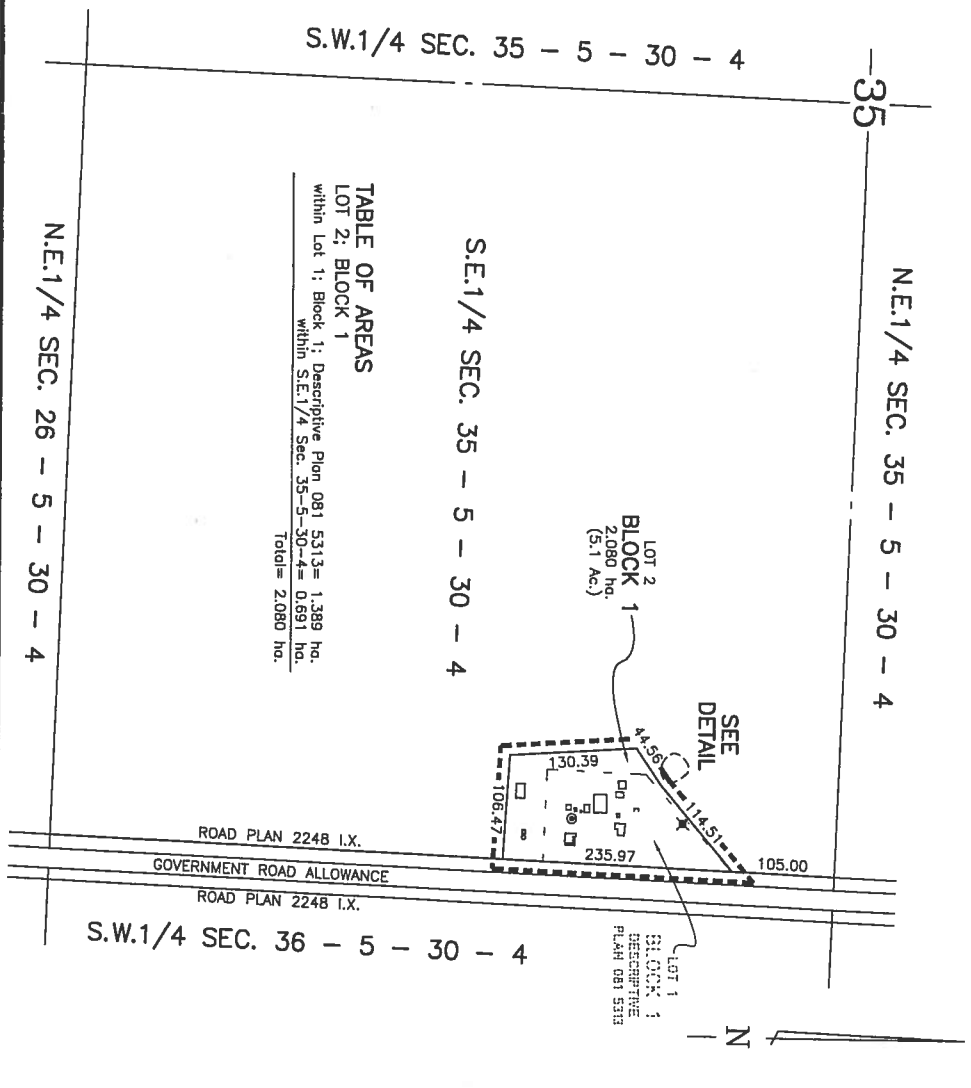 S.W.1/4 SEC. 35 - 5 - 30 - 4
35
N.E.1/4 SEC. 35 - 5 - 30 - 4
S.E.1/4 SEC. 35 - 5 - 30 - 4
TABLE OF AREAS
LOT 2; BLOCK 1
within Lot 1; Block 1; Descriptive Plan 081 5313= 1.389 ha.
within S.E.1/4 Sec. 35-5-30-4= 0.691 ha.
Total= 2.080 ha.
N.E.1/4 SEC. 26 - 5 - 30 - 4
LOT 2
BLOCK 1
2.080 ha.
(5.1 Ac.)
SEE
DETAIL
44.56
114.51
130.39
106.47
235.97
105.00
ROAD PLAN 2248 I.X.
GOVERNMENT ROAD ALLOWANCE
ROAD PLAN 2248 I.X.
S.W.1/4 SEC. 36 - 5 - 30 - 4
LOT 1
BLOCK 1
DESCRIPTIVE
PLAN 081 5313
N